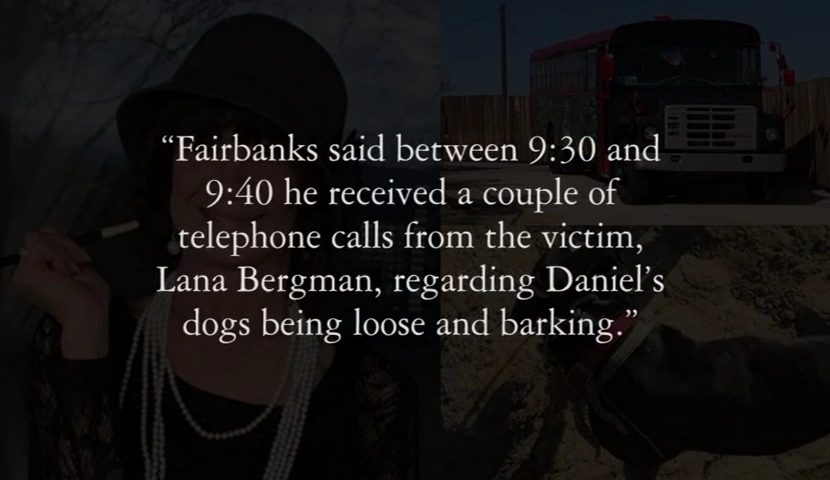 “Fairbanks said between 9:30 and
9:40 he received a couple of
telephone calls from the victim,
Lana Bergman, regarding Daniel’s
dogs being loose and barking.”